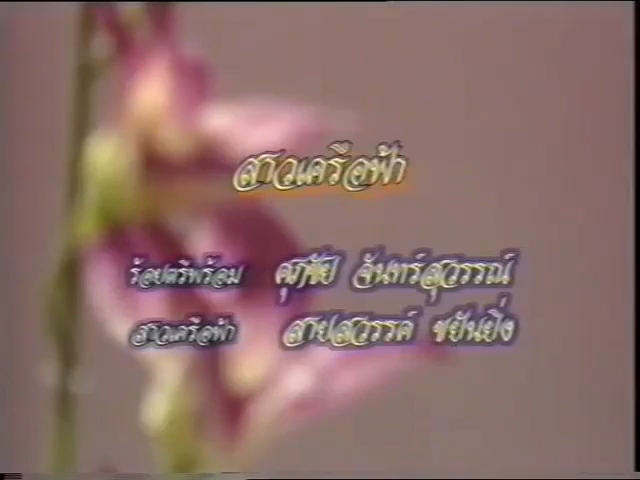 สาวเครือฟ้า
ร้อยตรีพร้อม ศุภชัย จันทร์สุวรรณ์
สาวเครือฟ้า สายสวรรค์ ขยันยิ่ง